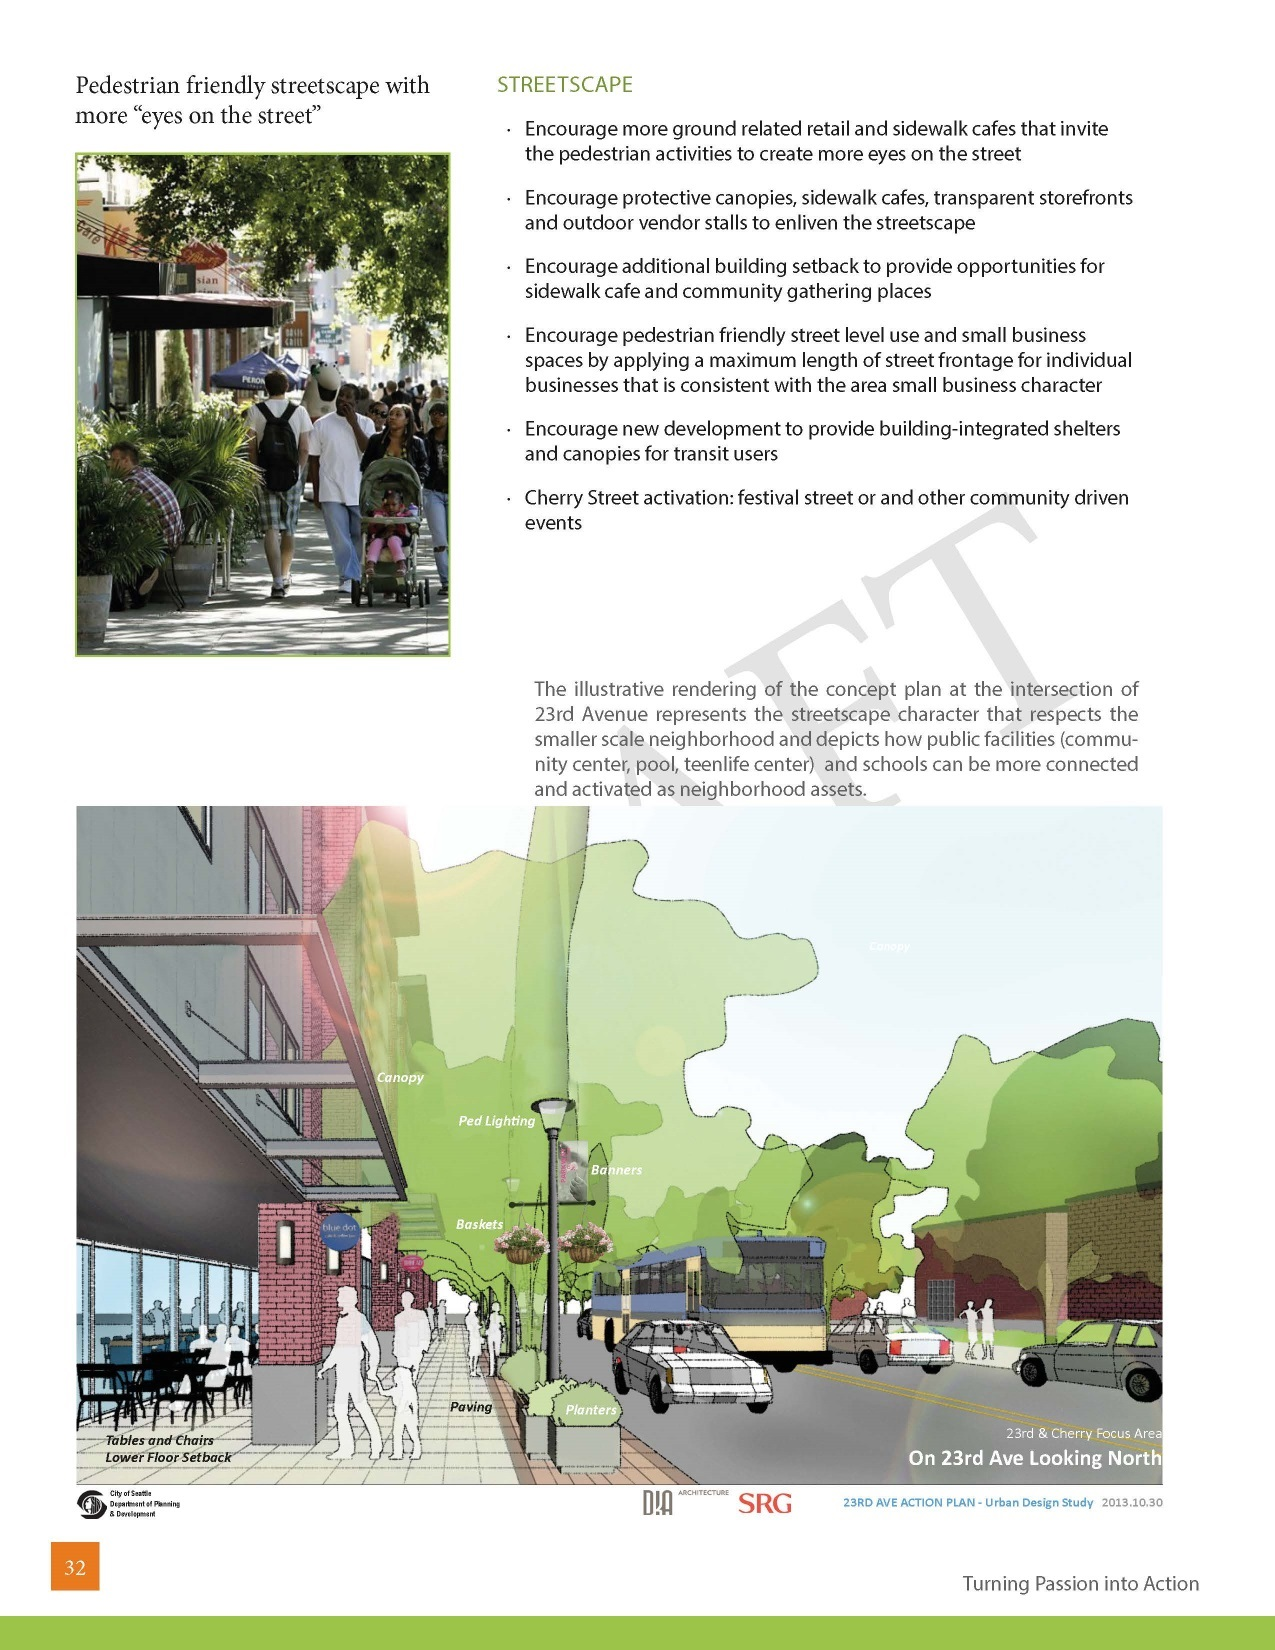 Pedestrian friendly streetscape with
more “eyes on the street”
STREETSCAPE
· Encourage more ground related retail and sidewalk cafes that invite
the pedestrian activities to create more eyes on the street
· Encourage protective canopies, sidewalk cafes, transparent storefronts
and outdoor vendor stalls to enliven the streetscape
· Encourage additional building setback to provide opportunities for
sidewalk cafe and community gathering places
· Encourage pedestrian friendly street level use and small business
spaces by applying a maximum length of street frontage for individual
businesses that is consistent with the area small business character
· Encourage new development to provide building-integrated shelters
and canopies for transit users
· Cherry Street activation: festival street or and other community driven
events
The illustrative rendering of the concept plan at the intersection of
23rd Avenue represents the streetscape character that respects the
smaller scale neighborhood and depicts how public facilities (commu-
nity center, pool, teenlife center) and schools can be more connected
and activated as neighborhood assets.
AFT
Canopy
Canopy
Ped Lighting
Banners
Baskets
blue dot
Paving
Planters
Tables and Chairs
Lower Floor Setback
23rd & Cherry Focus Area
On 23rd Ave Looking North
City of Seattle
Department of Planning
& Development
D|A ARCHITECTURE
SRG
23RD AVE ACTION PLAN - Urban Design Study 2013.10.30
32
Turning Passion into Action